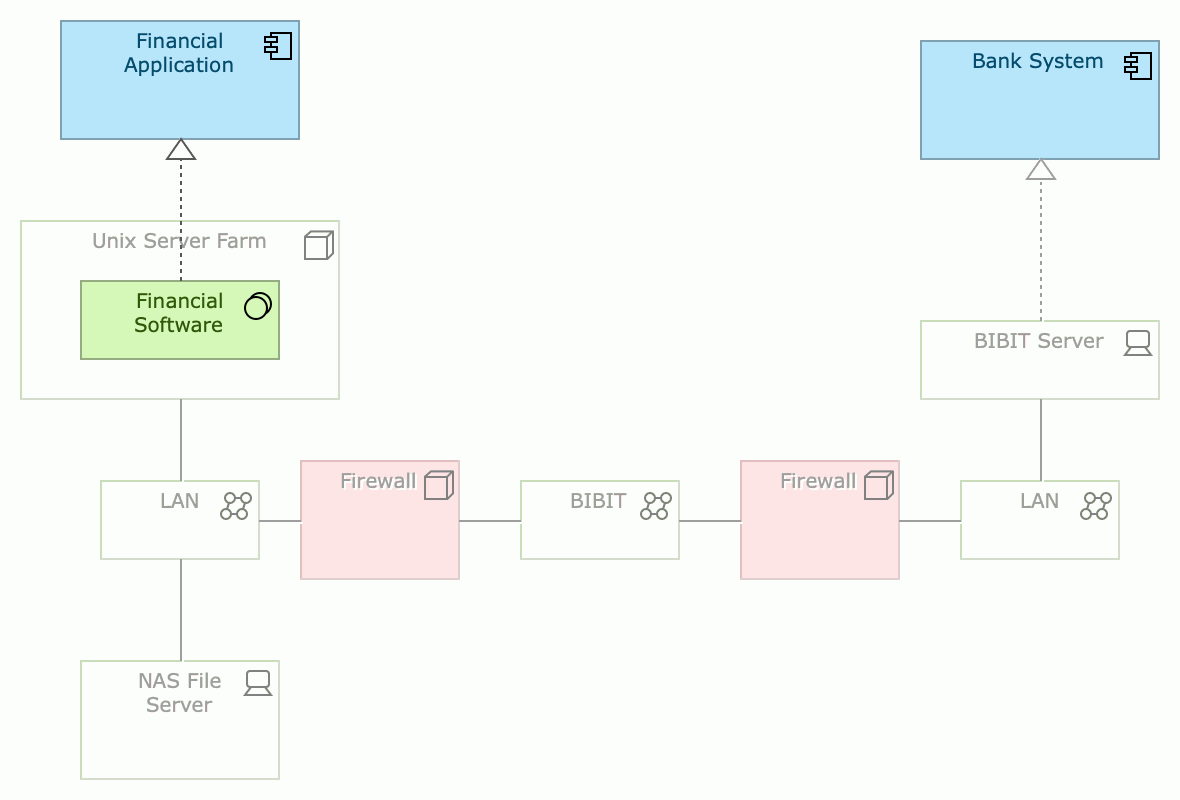 Financial
Application
Bank System
Unix Server Farm
Financial
Software
BIBIT Server
LAN
Firewall
BIBIT
Firewall
LAN
NAS File
Server